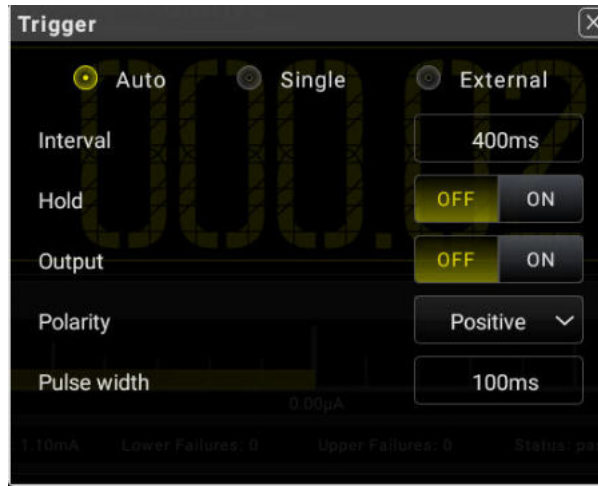 Trigger
Auto Single External
Interval 400ms
Hold OFF ON
Output OFF ON
Polarity Positive
Pulse width 100ms
0.00µA
1.10mA Lower Failures: 0 Upper Failures: 0 Status: